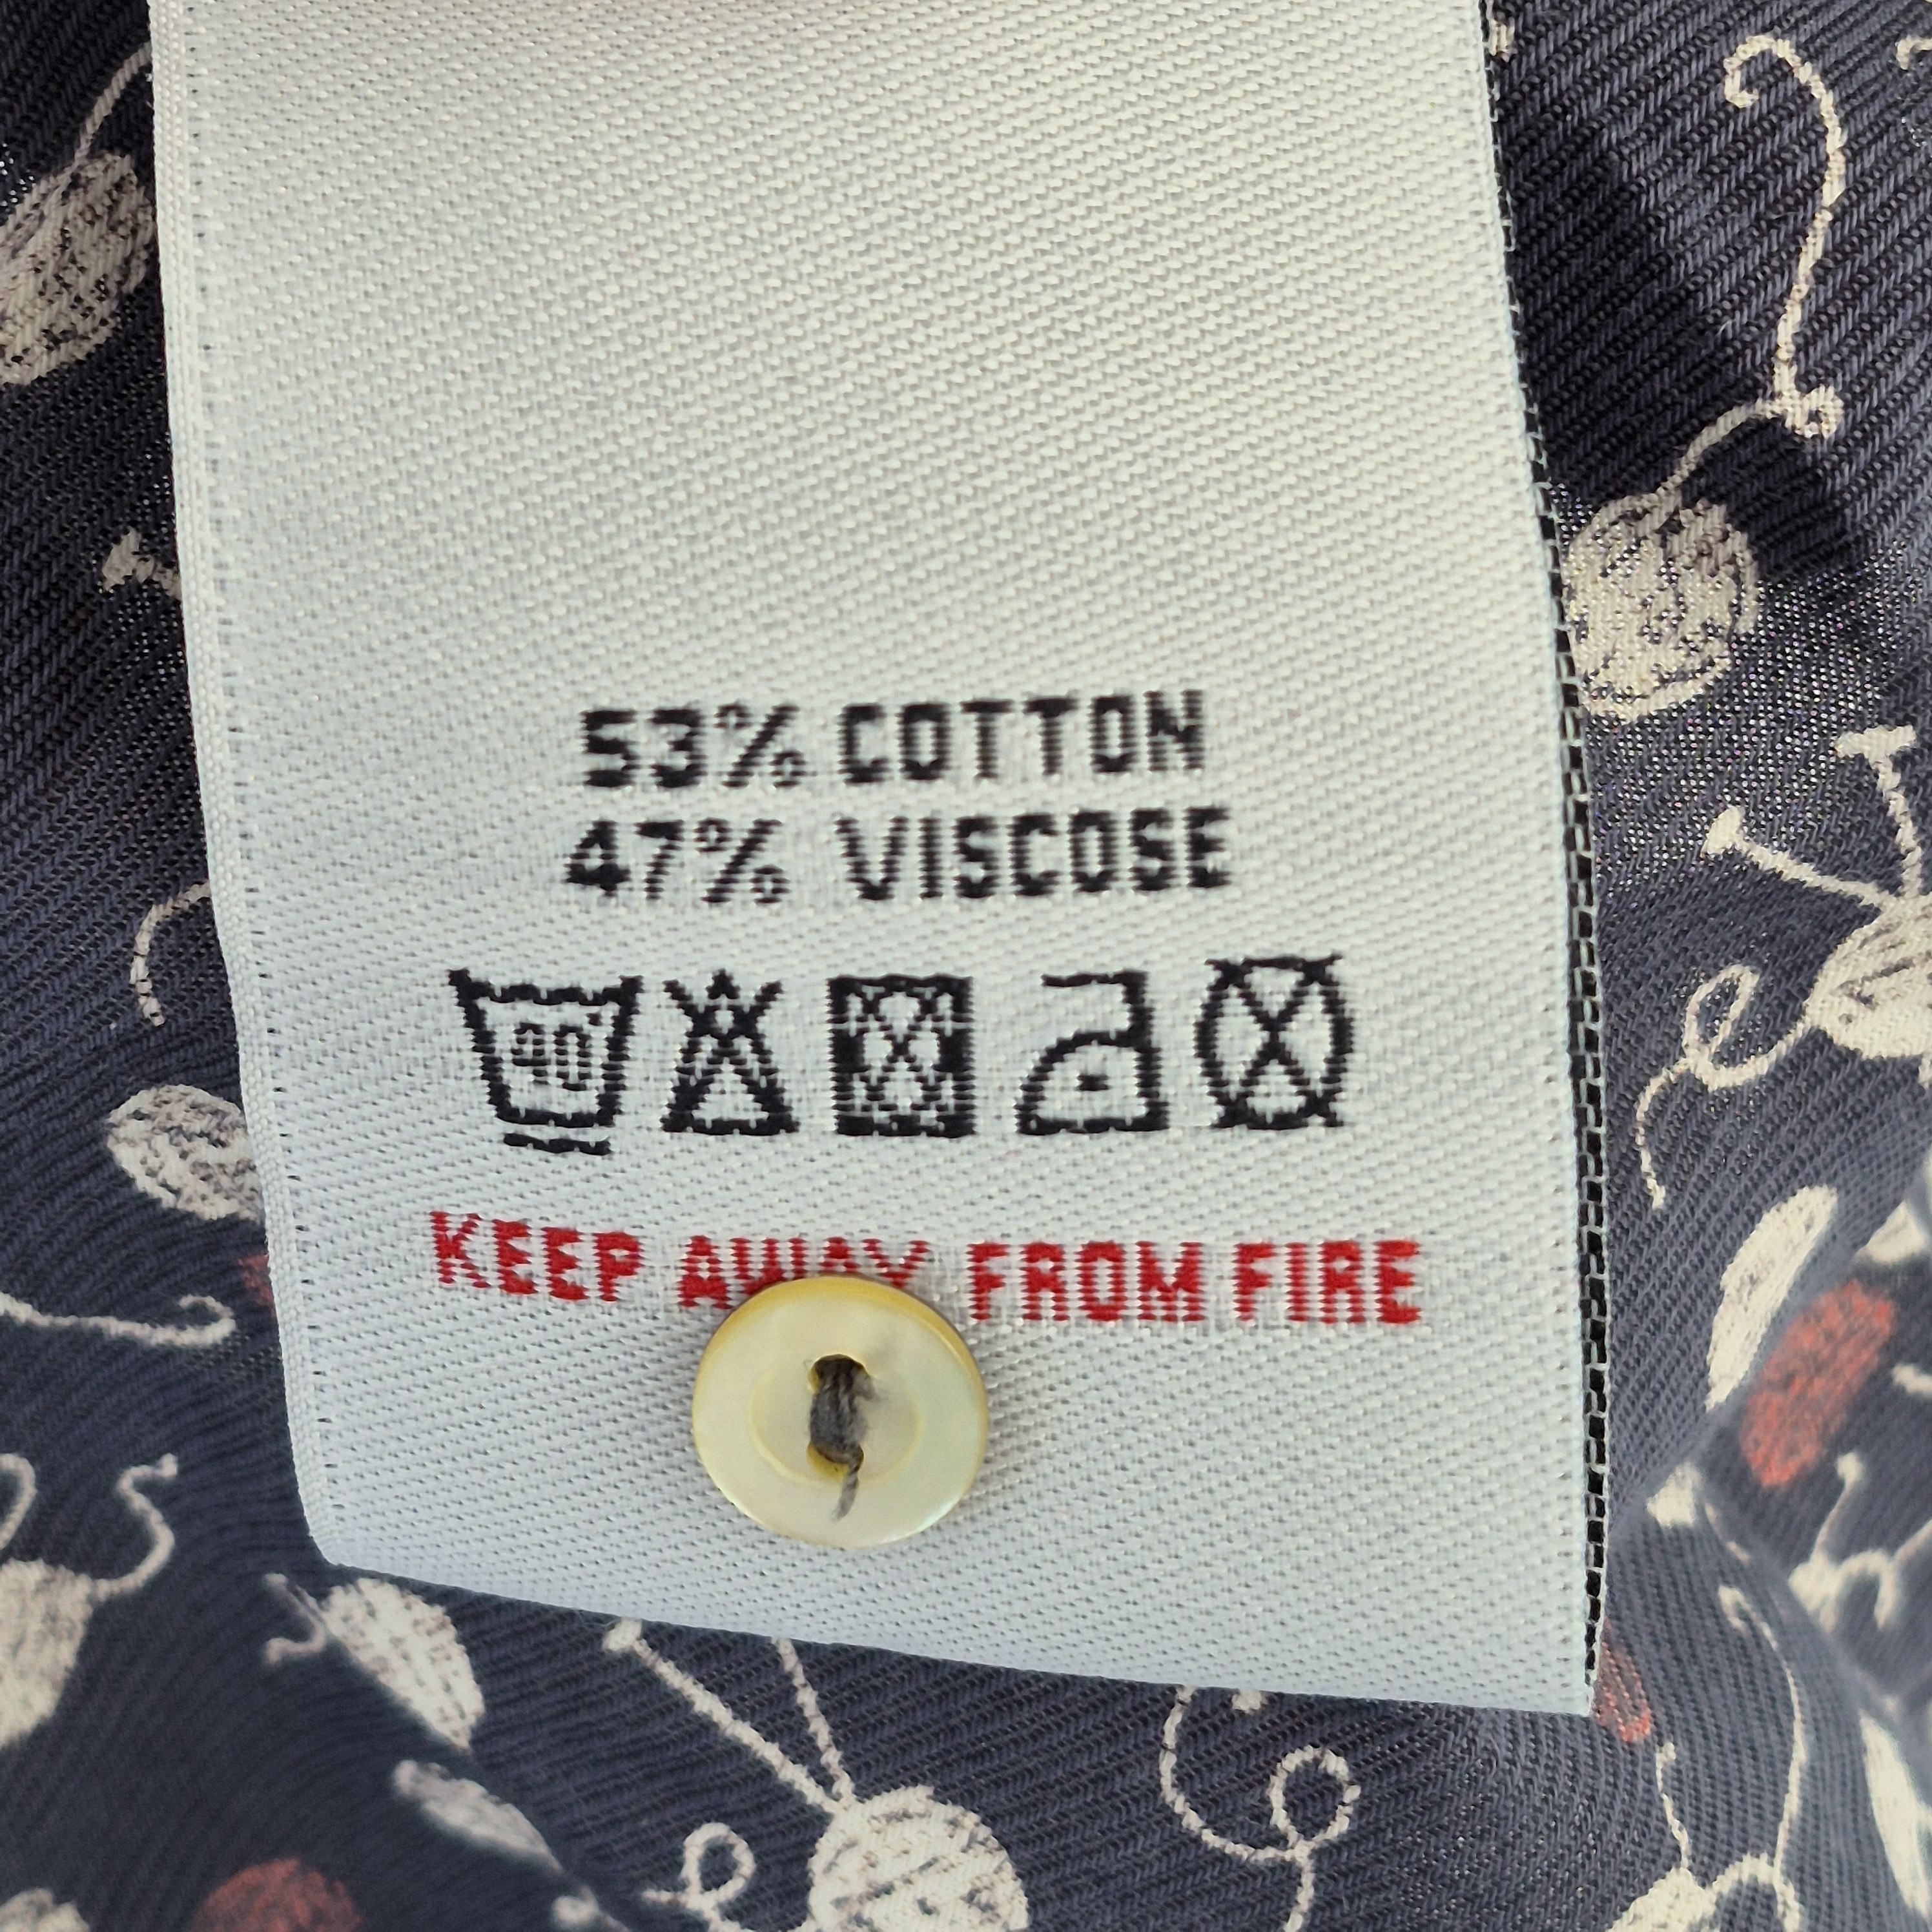 53% COTTON
47% VISCOSE
40°
KEEP AWAY FROM FIRE